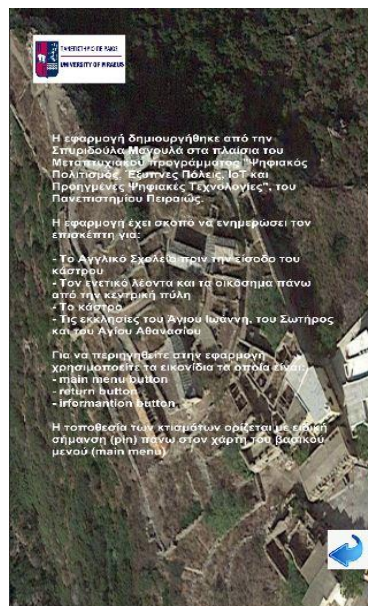 ΠΑΝΕΠΙΣΤΗΜΙΟ ΠΕΙΡΑΙΩΣ
UNIVERSITY OF PIRAEUS
Η εφαρμογή δημιουργήθηκε από την
Σπυριδούλα Μαγουλά στα πλαίσια του
Μεταπτυχιακού προγράμματος "Ψηφιακός
Πολιτισμός, Έξυπνες Πόλεις, IoT και
Προηγμένες Ψηφιακές Τεχνολογίες", του
Πανεπιστημίου Πειραιώς.
Η εφαρμογή έχει σκοπό να ενημερώσει τον
επισκέπτη για:
- Το Αγγλικό Σχολείο πριν την είσοδο του
κάστρου
- Τον ενετικό λέοντα και τα οικόσημα πάνω
από την κεντρική πύλη
- Το κάστρο
- Τις εκκλησίες του Άγιου Ιωάννη, του Σωτήρος
και του Αγίου Αθανασίου
Για να περιηγηθείτε στην εφαρμογή
χρησιμοποιείτε τα εικονίδια τα οποία είναι:
- main menu button
- return button
- informantion button
Η τοποθεσία των κτισμάτων ορίζεται με ειδική
σήμανση (pin) πάνω στον χάρτη του βασικού
μενού (main menu)